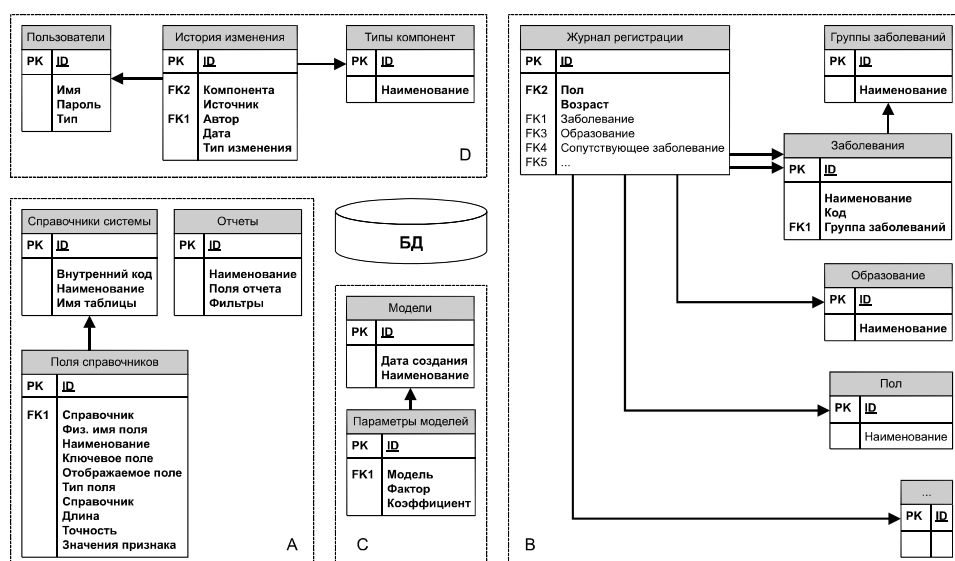 Пользователи
PK ID
Имя
Пароль
Тип
История изменения
PK ID
FK2 Компонента
Источник
FK1 Автор
Дата
Тип изменения
Типы компонент
PK ID
Наименование
D
Журнал регистрации
PK ID
FK2 Пол
Возраст
FK1 Заболевание
FK3 Образование
FK4 Сопутствующее заболевание
FK5 ...
Группы заболеваний
PK ID
Наименование
Заболевания
PK ID
Наименование
Код
FK1 Группа заболеваний
Образование
PK ID
Наименование
Пол
PK ID
Наименование
...
PK ID
B
Справочники системы
PK ID
Внутренний код
Наименование
Имя таблицы
Отчеты
PK ID
Наименование
Поля отчета
Фильтры
Поля справочников
PK ID
FK1 Справочник
Физ. имя поля
Наименование
Ключевое поле
Отображаемое поле
Тип поля
Справочник
Длина
Точность
Значения признака
A
БД
Модели
PK ID
Дата создания
Наименование
Параметры моделей
PK ID
FK1 Модель
Фактор
Коэффициент
C